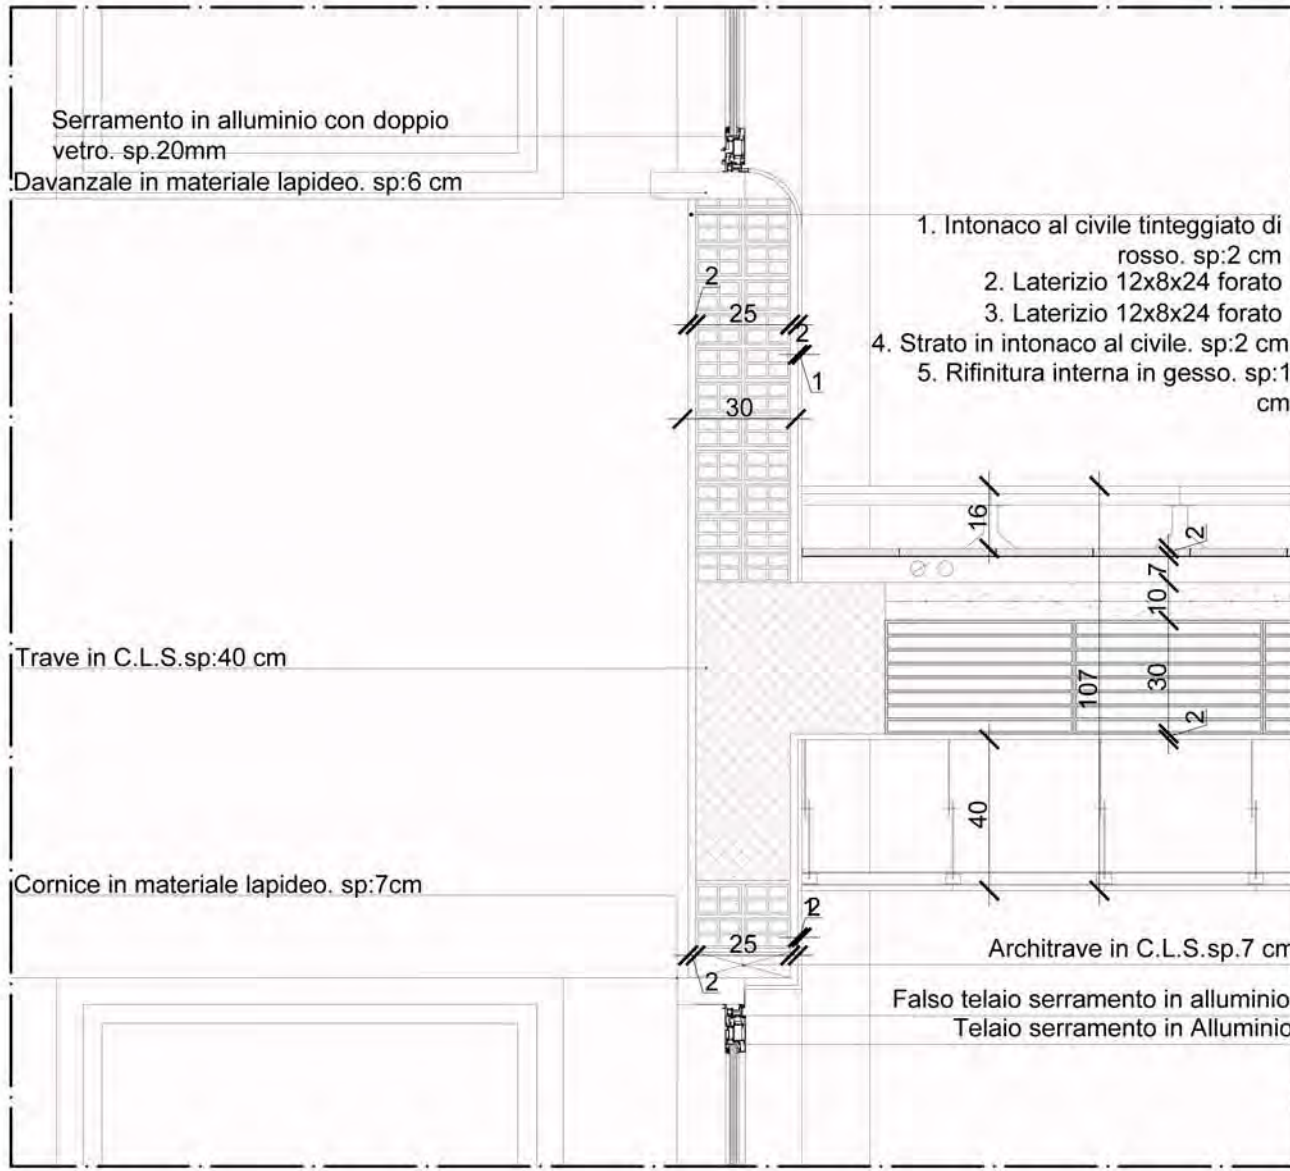 Serramento in alluminio con doppio
vetro. sp.20mm
Davanzale in materiale lapideo. sp:6 cm
1. Intonaco al civile tinteggiato di
rosso. sp:2 cm
2. Laterizio 12x8x24 forato
3. Laterizio 12x8x24 forato
4. Strato in intonaco al civile. sp:2 cm
5. Rifinitura interna in gesso. sp:1
cm
2
25
2
1
30
16
2
7
10
107
30
2
40
Trave in C.L.S.sp:40 cm
Cornice in materiale lapideo. sp:7cm
12
25
2
Architrave in C.L.S.sp.7 cm
Falso telaio serramento in alluminio
Telaio serramento in Alluminio